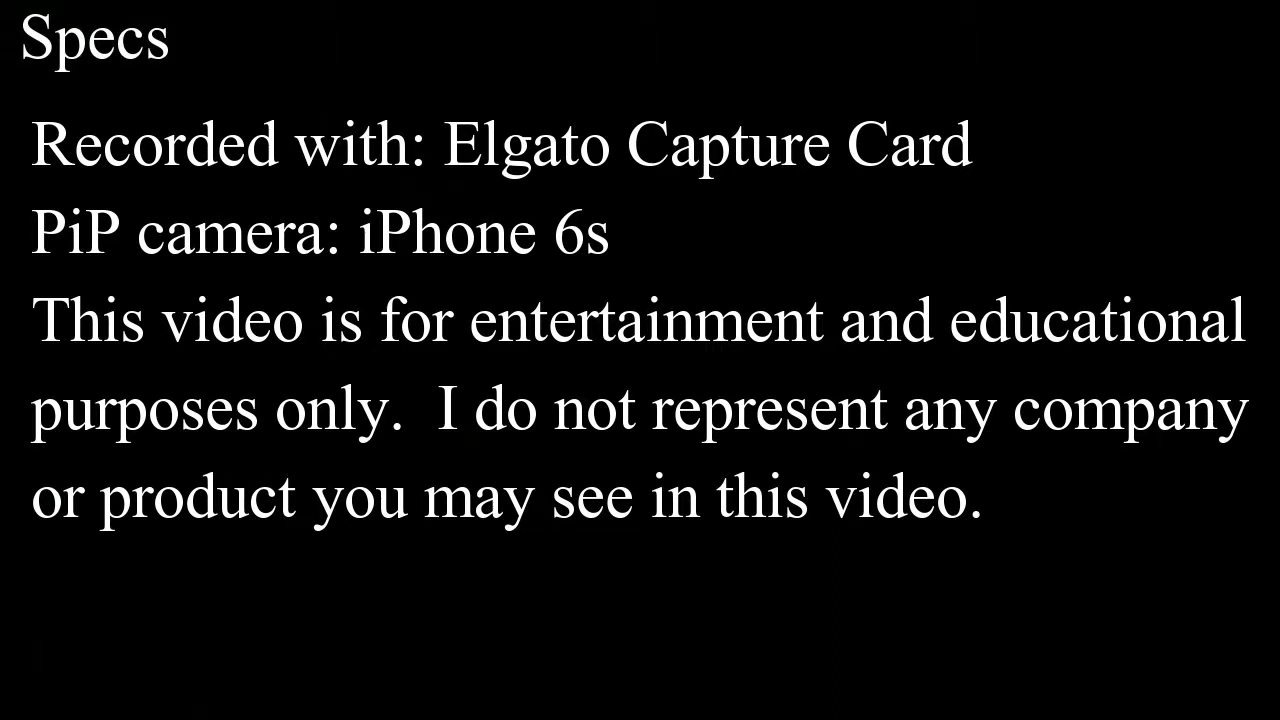 Specs
Recorded with: Elgato Capture Card
PiP camera: iPhone 6s
This video is for entertainment and educational
purposes only.  I do not represent any company
or product you may see in this video.